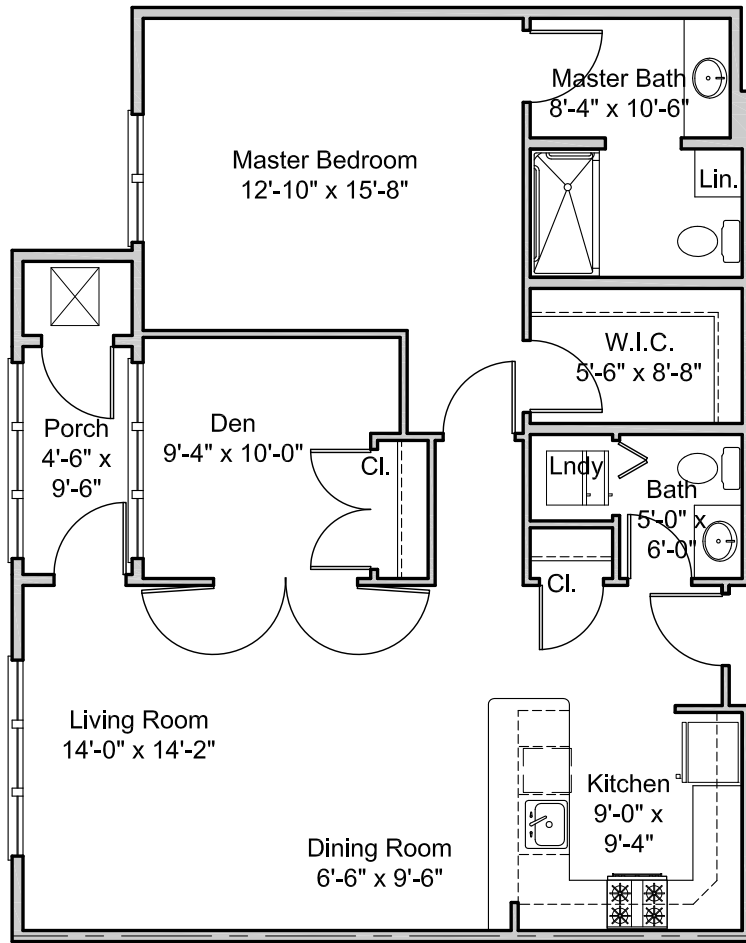 Master Bath
8'-4" x 10'-6"
Master Bedroom
12'-10" x 15'-8"
Lin.
W.I.C.
5'-6" x 8'-8"
Porch
4'-6" x
9'-6"
Den
9'-4" x 10'-0"
Cl.
Lndy
Bath
5'-0" x
6'-0"
Cl.
Living Room
14'-0" x 14'-2"
Kitchen
9'-0" x
9'-4"
Dining Room
6'-6" x 9'-6"